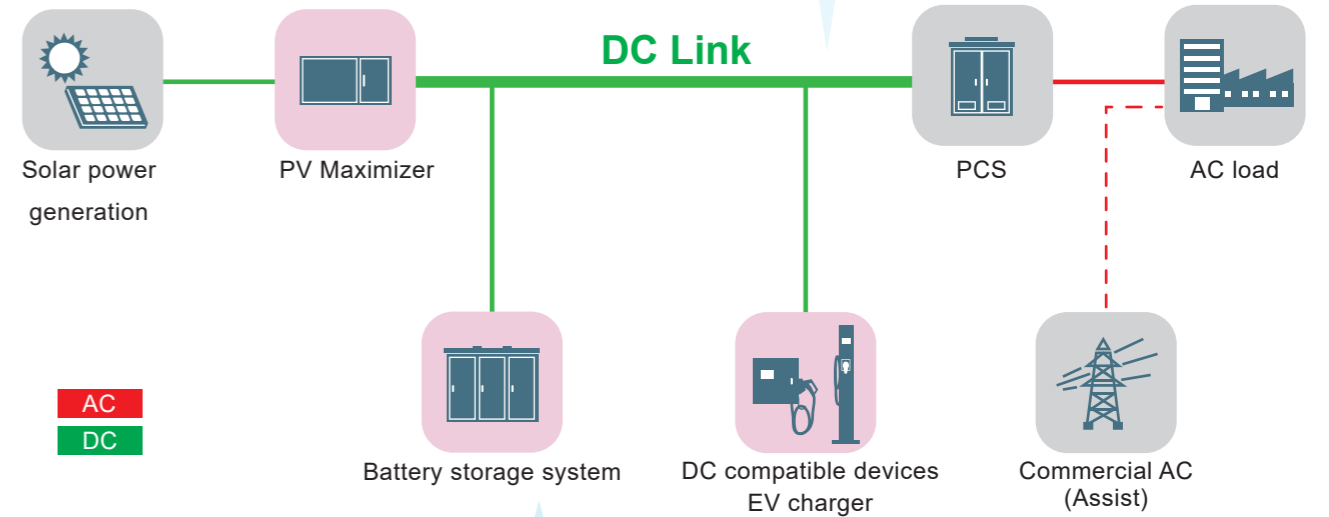 DC Link
Solar power
generation
PV Maximizer
PCS
AC load
AC
DC
Battery storage system
DC compatible devices
EV charger
Commercial AC
(Assist)